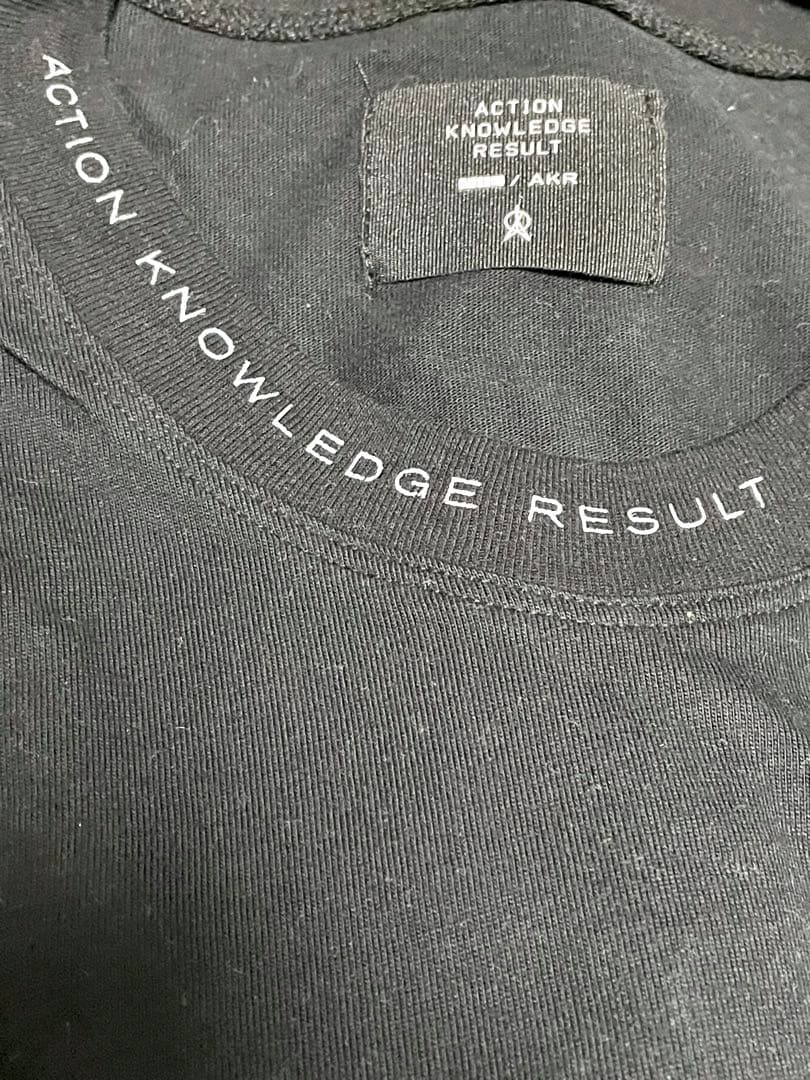 ACTION
KNOWLEDGE
RESULT
/ AKR
ACTION KNOWLEDGE RESULT